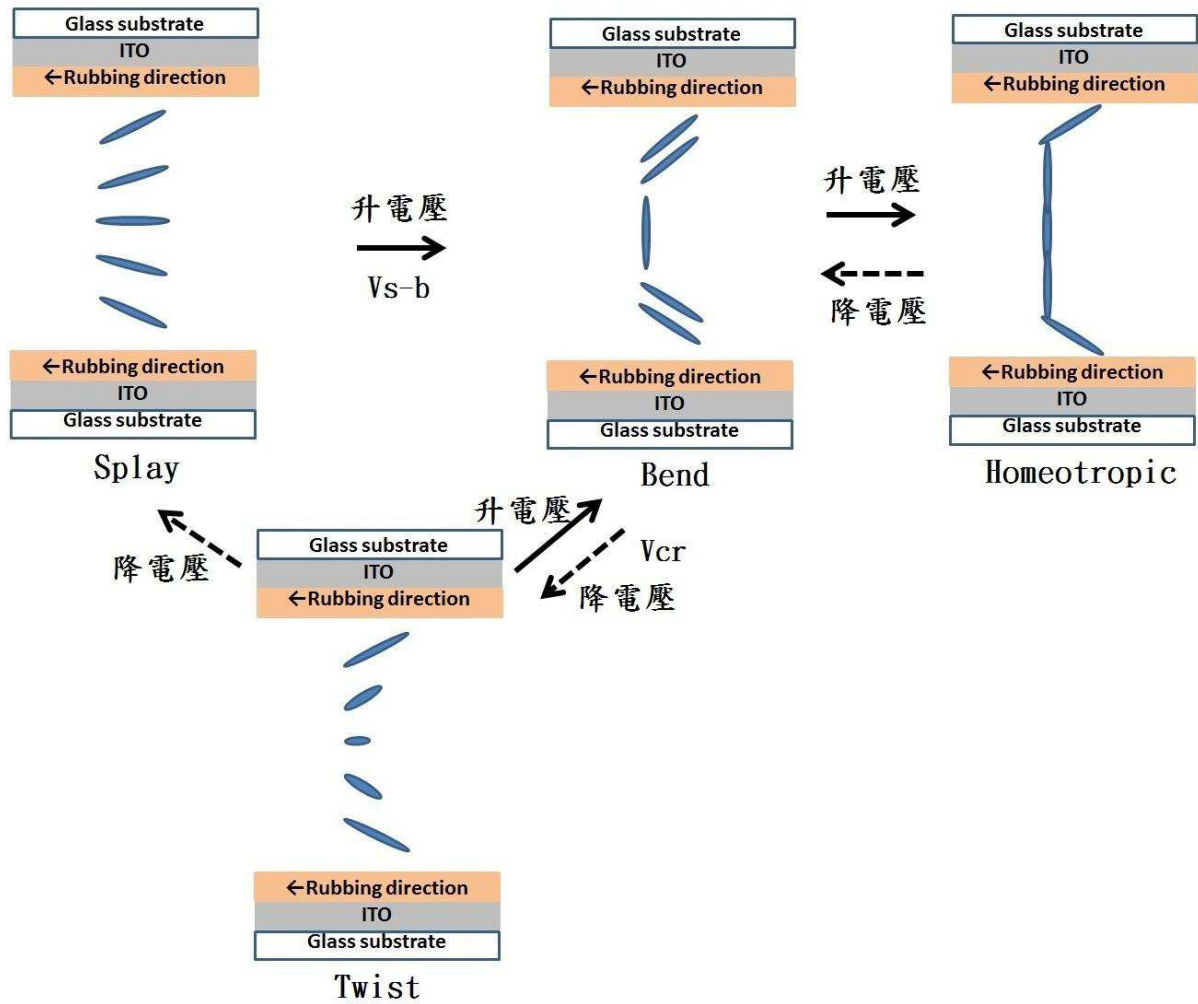 Glass substrate
ITO
←Rubbing direction
←Rubbing direction
ITO
Glass substrate
Splay
升電壓
Vs-b
Glass substrate
ITO
←Rubbing direction
←Rubbing direction
ITO
Glass substrate
Bend
升電壓
降電壓
Glass substrate
ITO
←Rubbing direction
←Rubbing direction
ITO
Glass substrate
Homeotropic
降電壓
升電壓
Vcr
降電壓
Glass substrate
ITO
←Rubbing direction
←Rubbing direction
ITO
Glass substrate
Twist